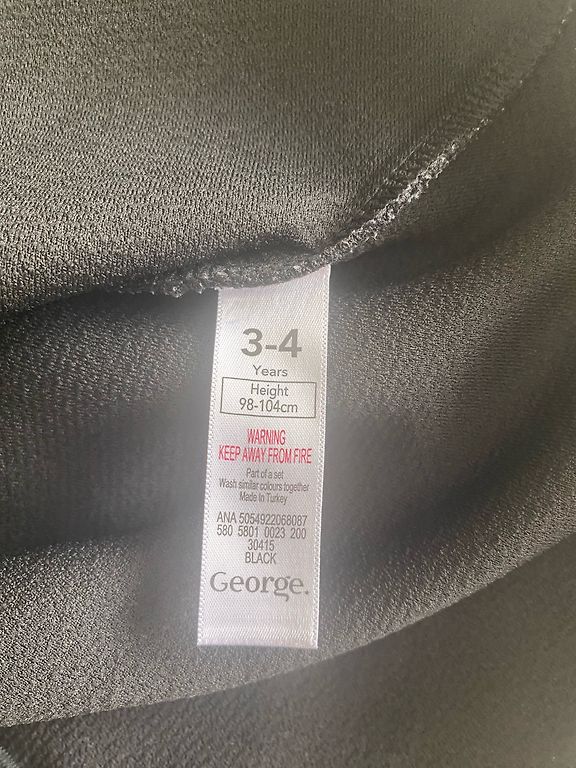 3-4
Years
Height
98-104cm
WARNING
KEEP AWAY FROM FIRE
Part of a set
Wash similar colours together
Made In Turkey
ANA 5054922068087
580 5801 0023 200
30415
BLACK
George.